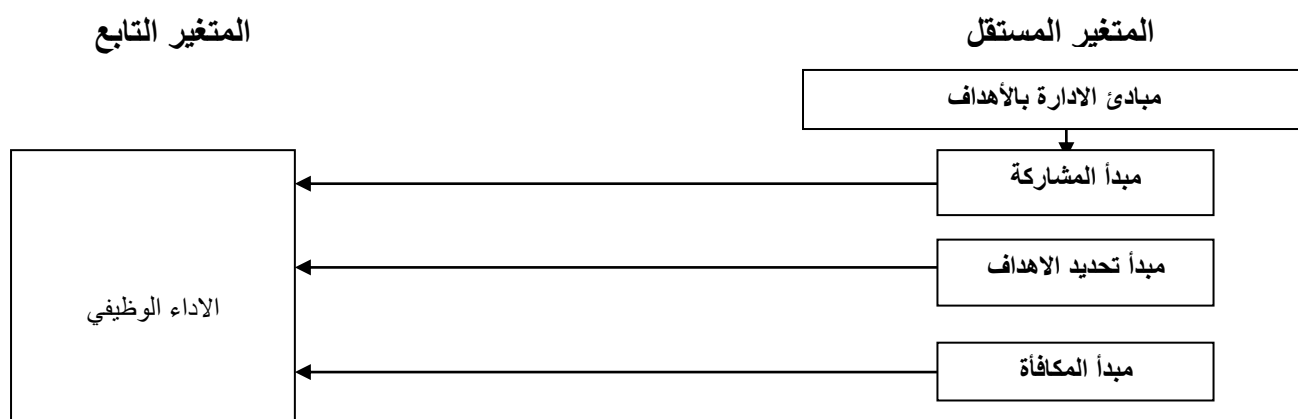 المتغير المستقل
المتغير التابع
مبادئ الادارة بالأهداف
مبدأ المشاركة
مبدأ تحديد الاهداف
الاداء الوظيفي
مبدأ المكافأة